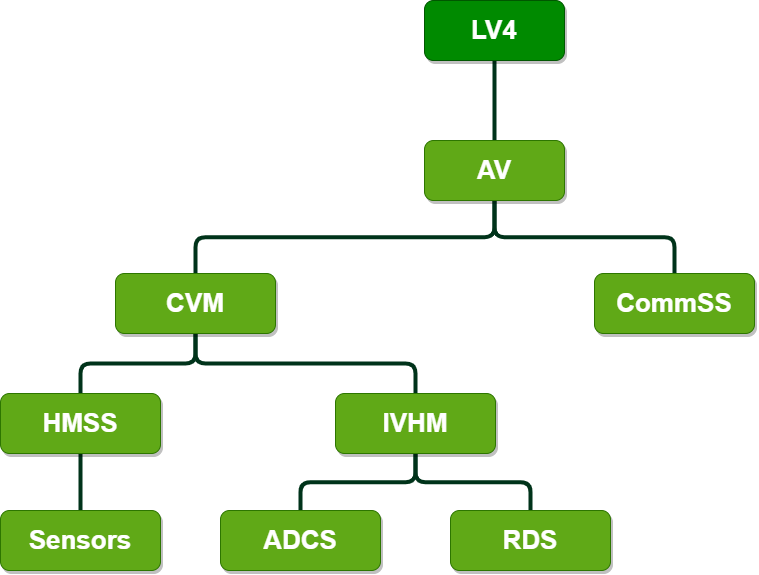 LV4
AV
CVM
CommSS
HMSS
IVHM
Sensors
ADCS
RDS